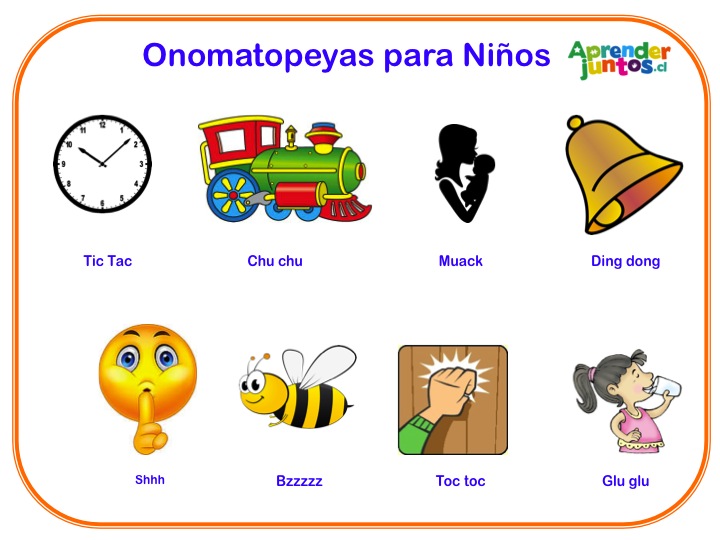 Onomatopeyas para Niños
Aprender
juntos.cl
12
11
1
10
2
9
3
8
4
7
5
6
Tic Tac
Chu chu
Muack
Ding dong
Shhh
Bzzzzz
Toc toc
Glu glu